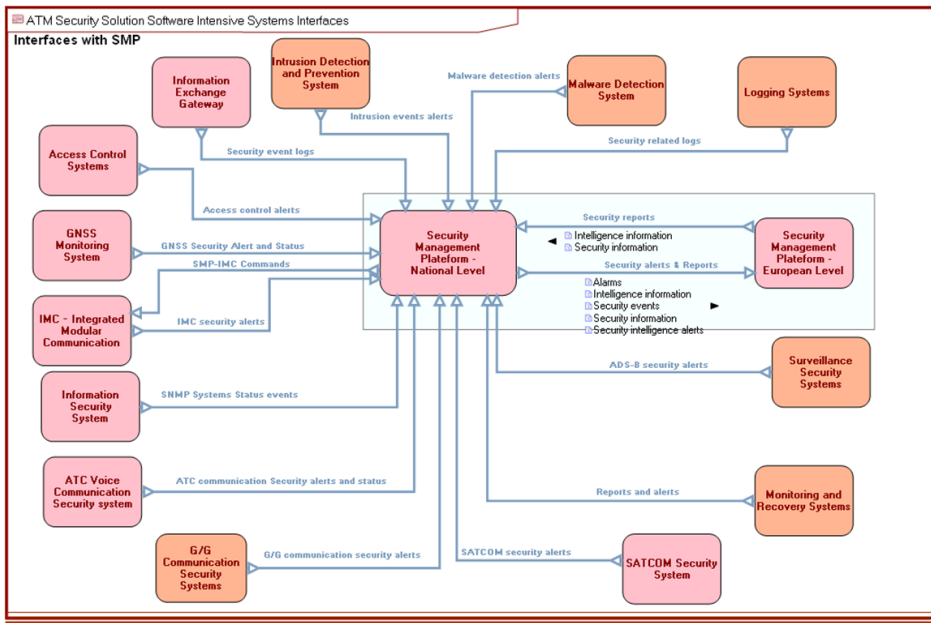 ATM Security Solution Software Intensive Systems Interfaces
Interfaces with SMP
Information
Exchange
Gateway
Intrusion Detection
and Prevention
System
Malware detection alerts
Malware Detection
System
Logging Systems
Intrusion events alerts
Security event logs
Security related logs
Access Control
Systems
Access control alerts
GNSS
Monitoring
System
GNSS Security Alert and Status
SMP-IMC Commands
Security
Management
Plateform -
National Level
Security reports
Intelligence information
Security information
Security alerts & Reports
Alarms
Intelligence information
Security events
Security information
Security intelligence alerts
Security
Management
Plateform -
European Level
IMC - Integrated
Modular
Communication
IMC security alerts
ADS-B security alerts
Surveillance
Security
Systems
Information
Security
System
SNMP Systems Status events
ATC Voice
Communication
Security system
ATC communication Security alerts and status
Reports and alerts
Monitoring and
Recovery Systems
G/G
Communication
Security
Systems
G/G communication security alerts
SATCOM security alerts
SATCOM Security
System